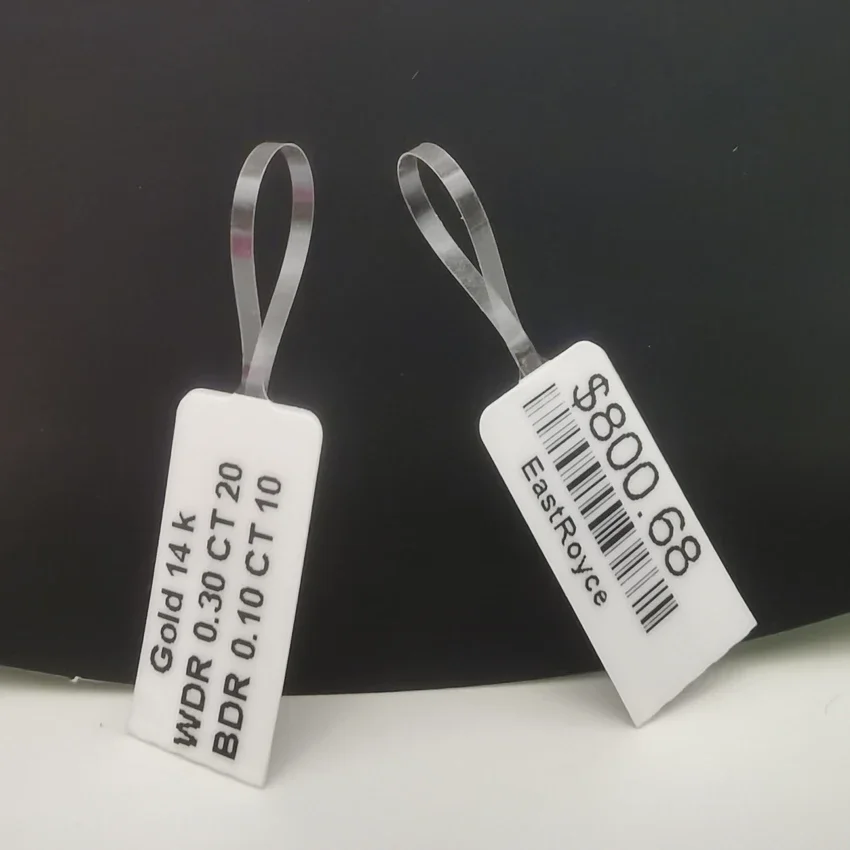 Gold 14 k
WDR 0.30 CT 20
BDR 0.10 CT 10
$800.68
EastRoyce